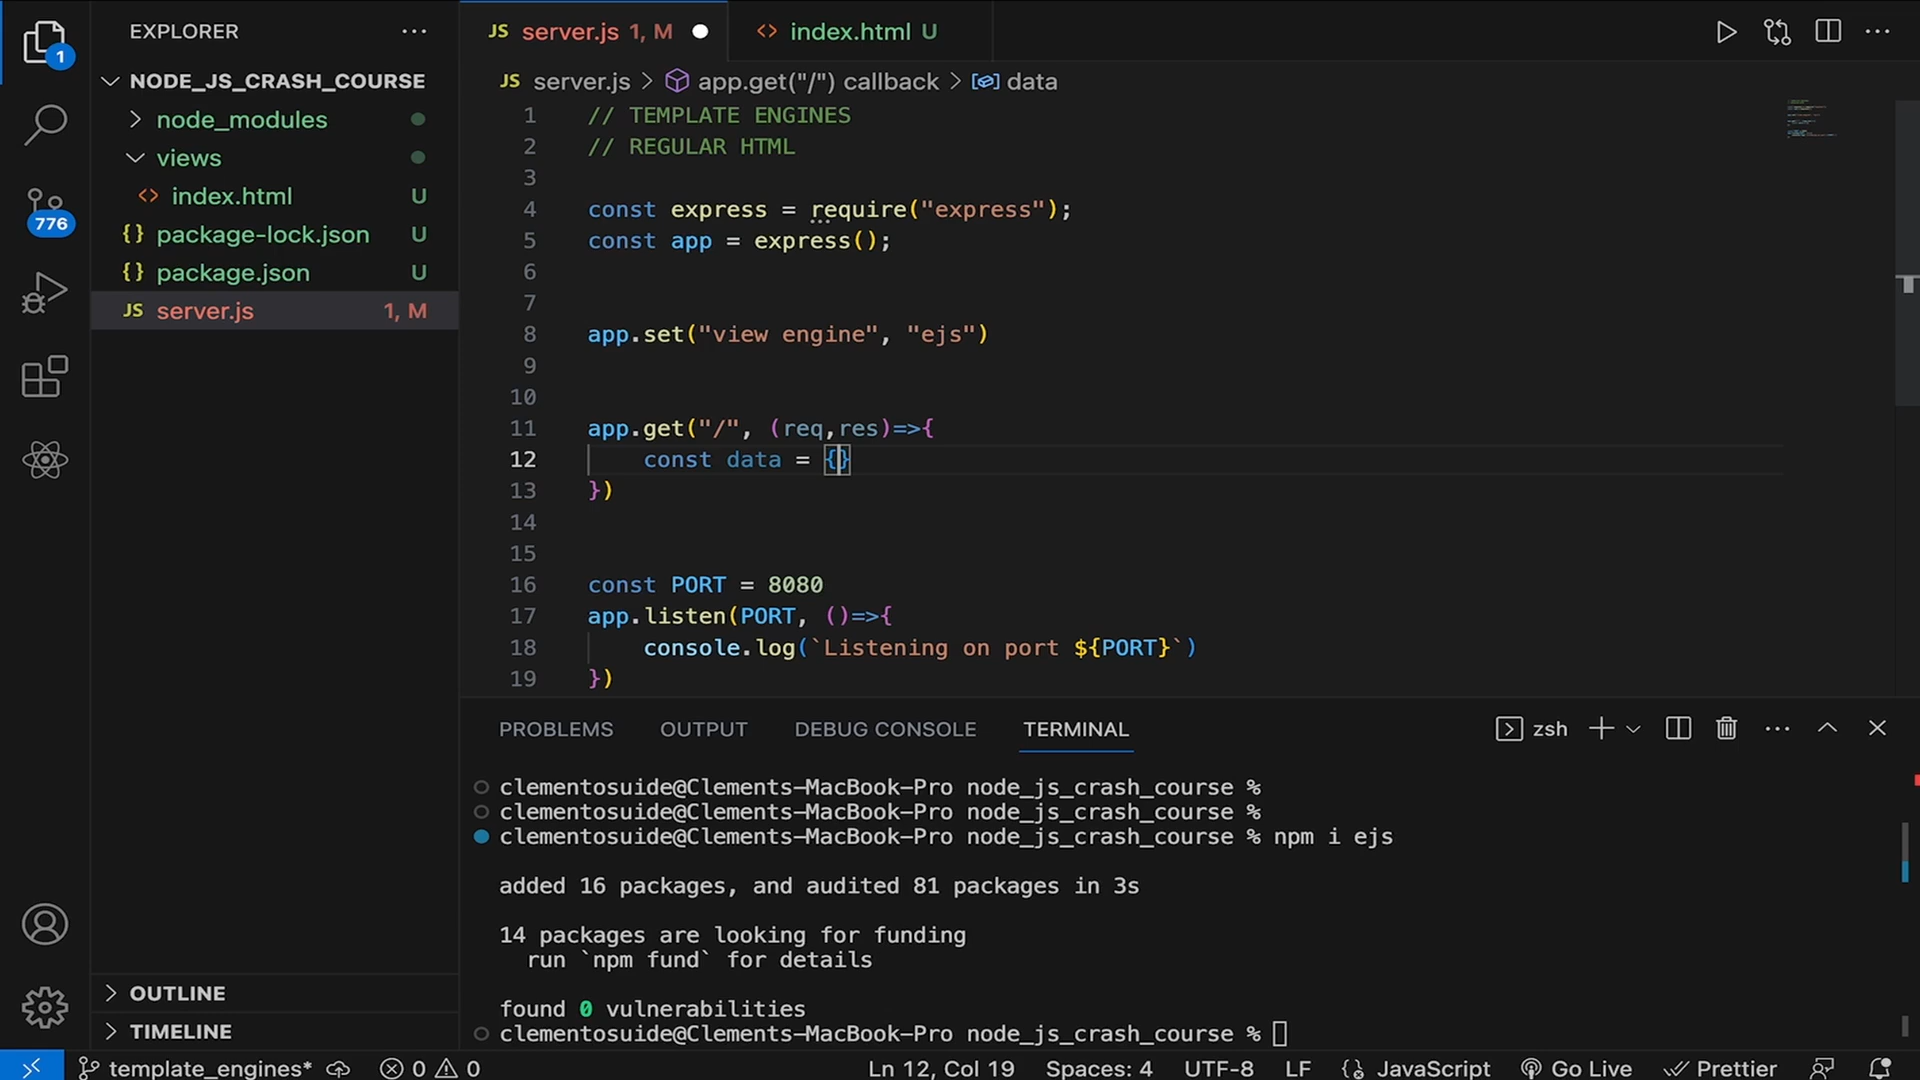 EXPLORER
1
NODE_JS_CRASH_COURSE
node_modules
views
<> index.html U
{} package-lock.json U
{} package.json U
JS server.js 1, M
776
OUTLINE
TIMELINE
JS server.js 1, M
<> index.html U
JS server.js > app.get("/") callback > data
1 // TEMPLATE ENGINES
2 // REGULAR HTML
3
4 const express = require("express");
5 const app = express();
6
7
8 app.set("view engine", "ejs")
9
10
11 app.get("/", (req,res)=>{
12 const data = {}
13 })
14
15
16 const PORT = 8080
17 app.listen(PORT, ()=>{
18 console.log(`Listening on port ${PORT}`)
19 })
PROBLEMS OUTPUT DEBUG CONSOLE TERMINAL zsh
clementosuide@Clements-MacBook-Pro node_js_crash_course %
clementosuide@Clements-MacBook-Pro node_js_crash_course %
clementosuide@Clements-MacBook-Pro node_js_crash_course % npm i ejs
added 16 packages, and audited 81 packages in 3s
14 packages are looking for funding
run `npm fund` for details
found 0 vulnerabilities
clementosuide@Clements-MacBook-Pro node_js_crash_course %
template_engines* 0 0 Ln 12, Col 19 Spaces: 4 UTF-8 LF JavaScript Go Live Prettier